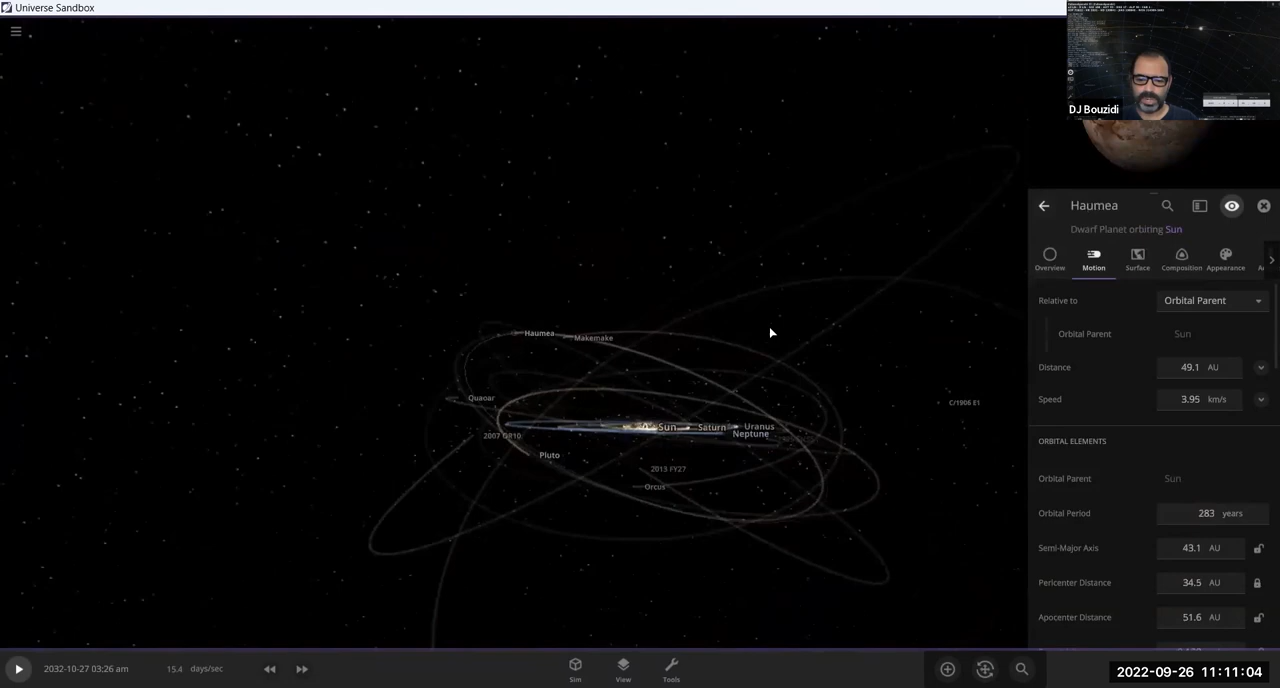 Universe Sandbox
DJ Bouzidi
Haumea
Dwarf Planet orbiting Sun
Overview
Motion
Surface
Composition
Appearance
Relative to
Orbital Parent
Orbital Parent
Sun
Distance
49.1 AU
Speed
3.95 km/s
ORBITAL ELEMENTS
Orbital Parent
Sun
Orbital Period
283 years
Semi-Major Axis
43.1 AU
Pericenter Distance
34.5 AU
Apocenter Distance
51.6 AU
Haumea
Makemake
Quaoar
C/1906 E1
Sun
Saturn
Uranus
Neptune
Pluto
2013 FY27
Orcus
2032-10-27 03:26 am
15.4 days/sec
Sim
View
Tools
2022-09-26 11:11:04